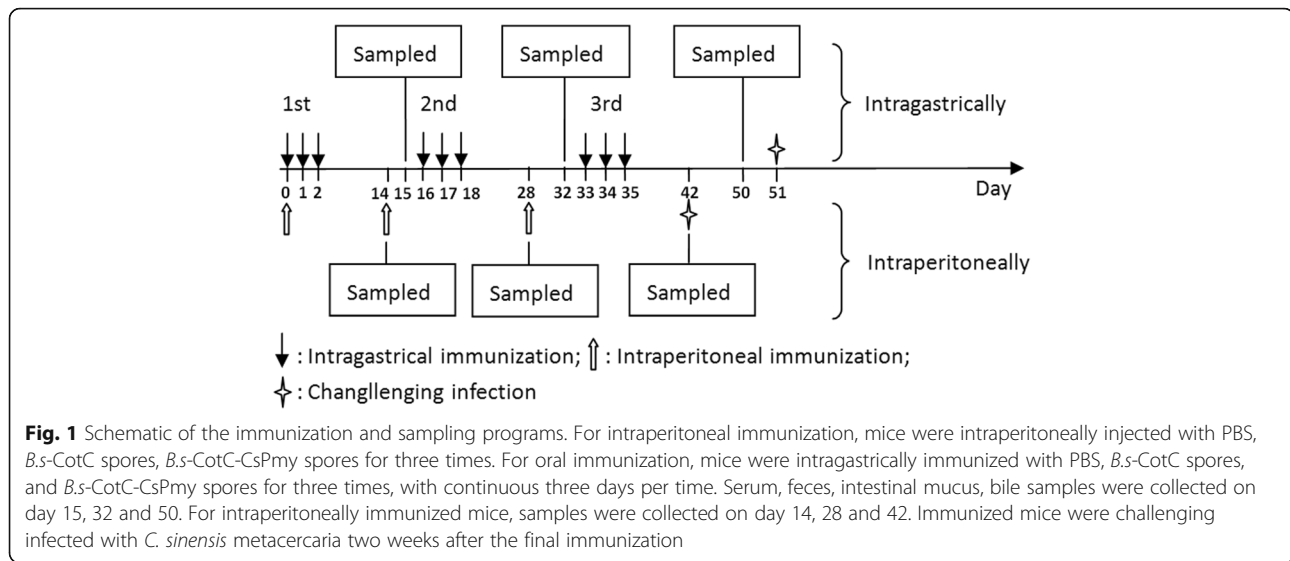 Sampled Sampled Sampled
1st 2nd 3rd Intragastrically
0 1 2 14 15 16 17 18 28 32 33 34 35 42 50 51
Day
Intraperitoneally
Sampled Sampled Sampled
: Intragastrical immunization; : Intraperitoneal immunization;
: Changllenging infection
Fig. 1 Schematic of the immunization and sampling programs. For intraperitoneal immunization, mice were intraperitoneally injected with PBS,
B.s-CotC spores, B.s-CotC-CsPmy spores for three times. For oral immunization, mice were intragastrically immunized with PBS, B.s-CotC spores,
and B.s-CotC-CsPmy spores for three times, with continuous three days per time. Serum, feces, intestinal mucus, bile samples were collected on
day 15, 32 and 50. For intraperitoneally immunized mice, samples were collected on day 14, 28 and 42. Immunized mice were challenging
infected with C. sinensis metacercaria two weeks after the final immunization